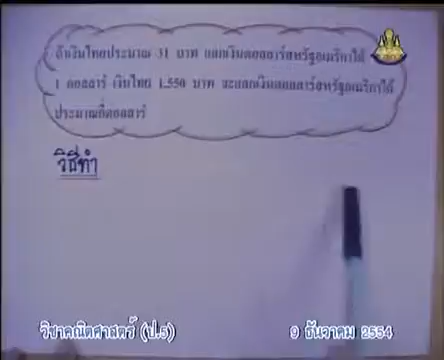 ถ้าเงินไทยประมาณ 31 บาท แลกเงินดอลลาร์สหรัฐอเมริกาได้
1 ดอลลาร์ เงินไทย 1,550 บาท จะแลกเงินดอลลาร์สหรัฐอเมริกาได้
ประมาณกี่ดอลลาร์
วิธีทำ
วิชาคณิตศาสตร์ (ป.5)
9 ธันวาคม 2554